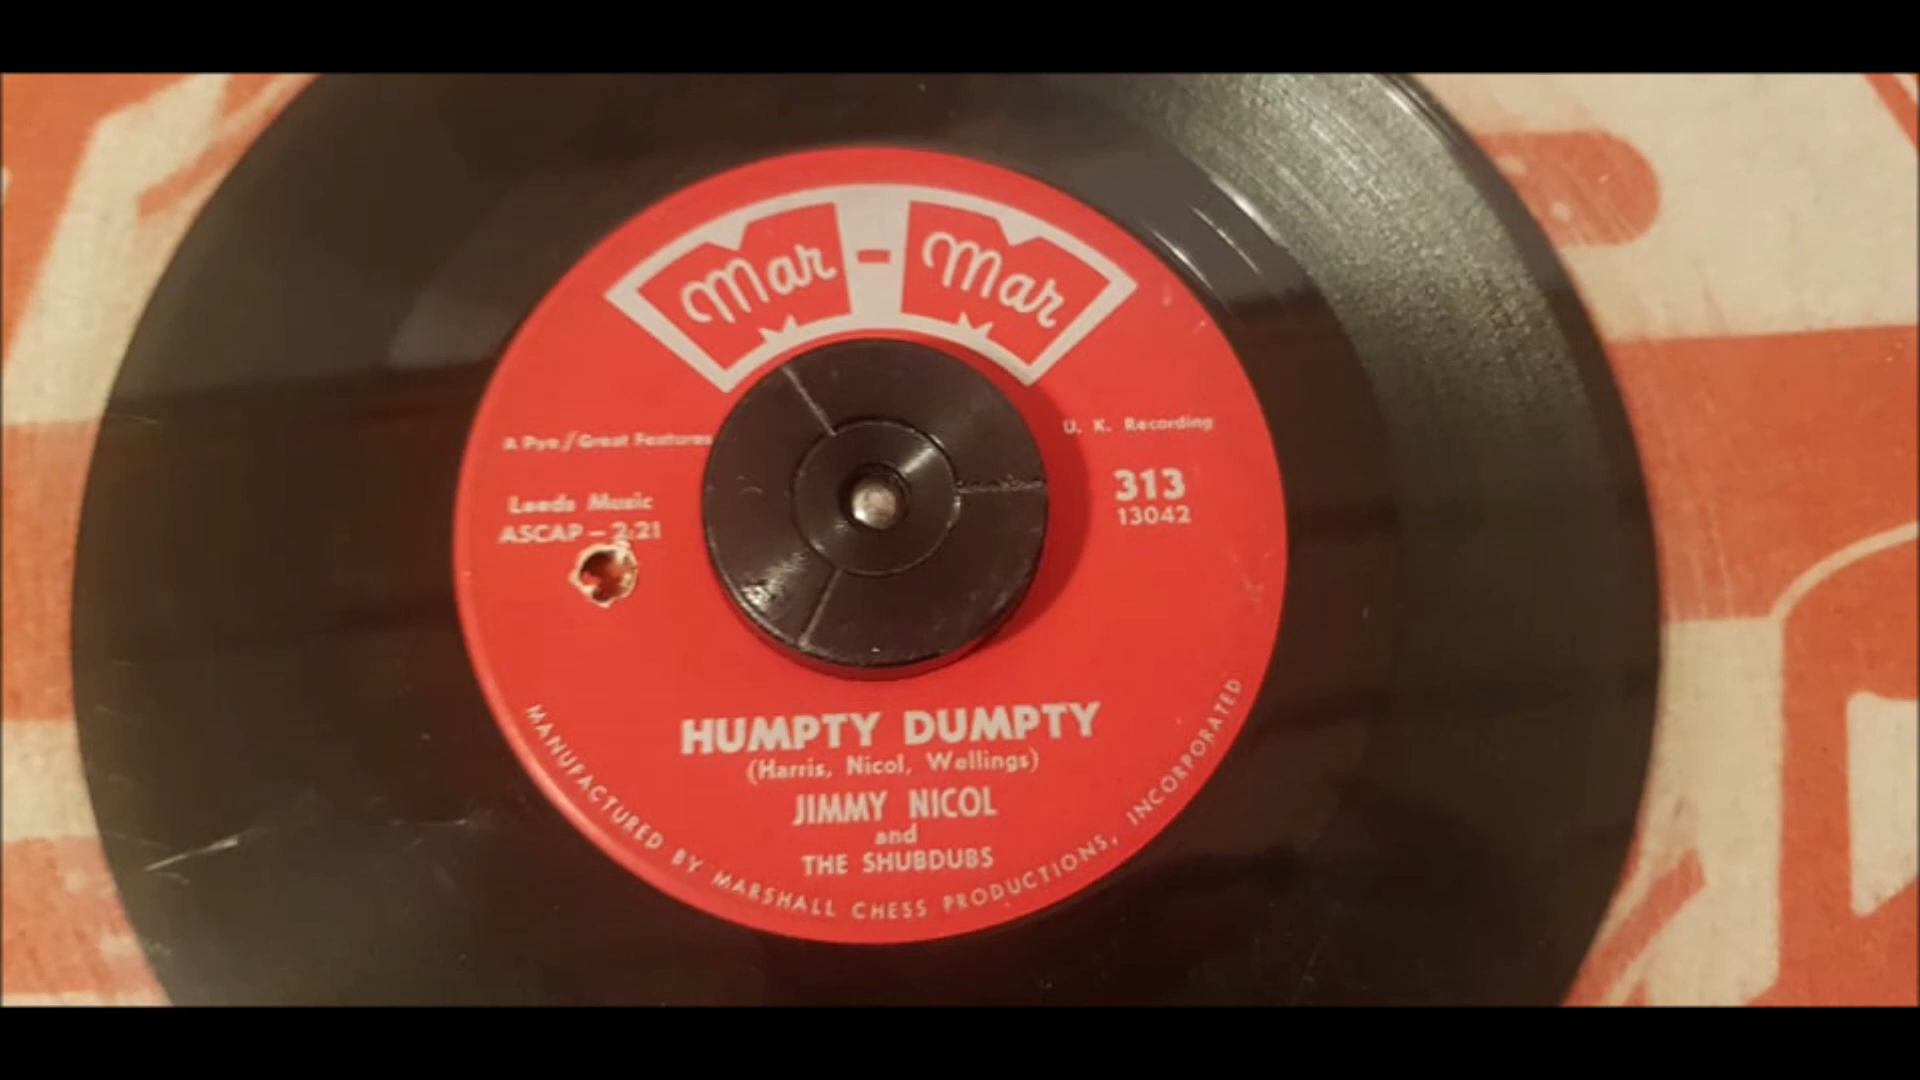 Mar - Mar
A Pye/Great Features
U. K. Recording
Leeds Music
ASCAP - 2:21
313
13042
HUMPTY DUMPTY
(Harris, Nicol, Wellings)
JIMMY NICOL
and
THE SHUBDUBS
MANUFACTURED BY MARSHALL CHESS PRODUCTIONS, INCORPORATED